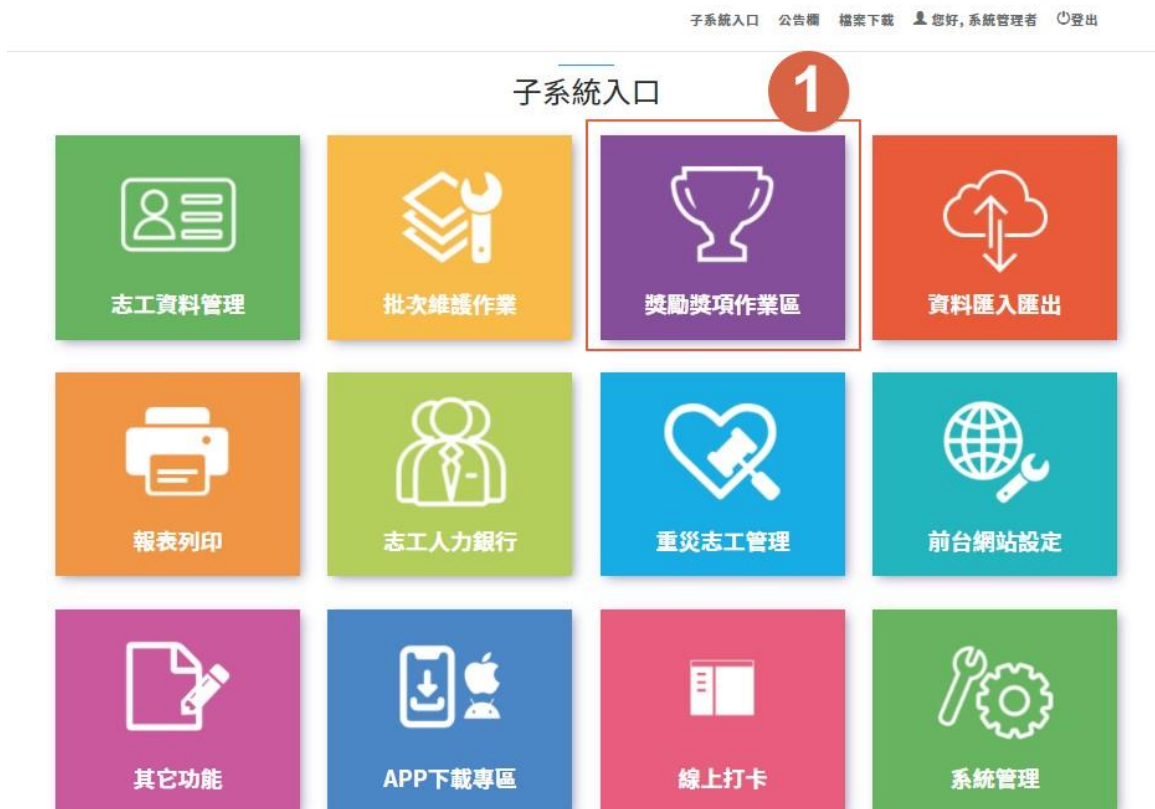 子系統入口 公告欄 檔案下載 您好, 系統管理者 登出
子系統入口
1
志工資料管理 批次維護作業 獎勵獎項作業區 資料匯入匯出
報表列印 志工人力銀行 重災志工管理 前台網站設定
其它功能 APP下載專區 線上打卡 系統管理